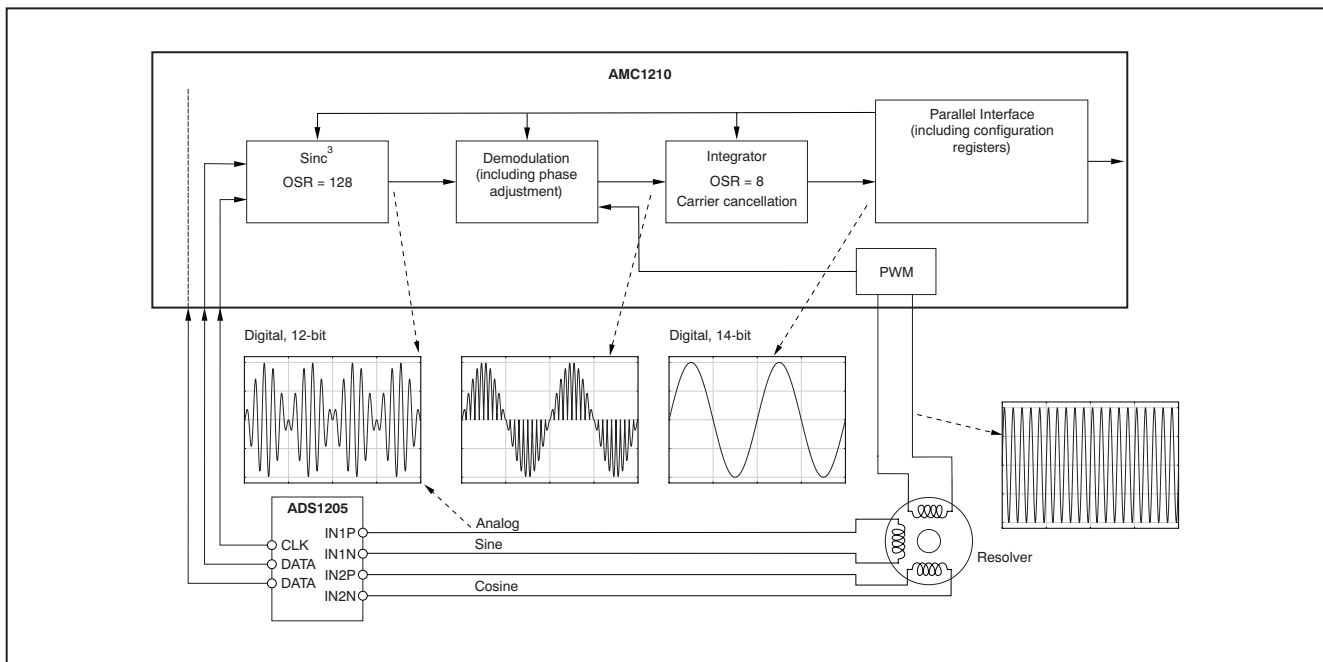 AMC1210
Sinc³
OSR = 128
Demodulation
(including phase
adjustment)
Integrator
OSR = 8
Carrier cancellation
Parallel Interface
(including configuration
registers)
PWM
Digital, 12-bit
Digital, 14-bit
ADS1205
CLK
DATA
DATA
IN1P
IN1N
IN2P
IN2N
Analog
Sine
Cosine
Resolver